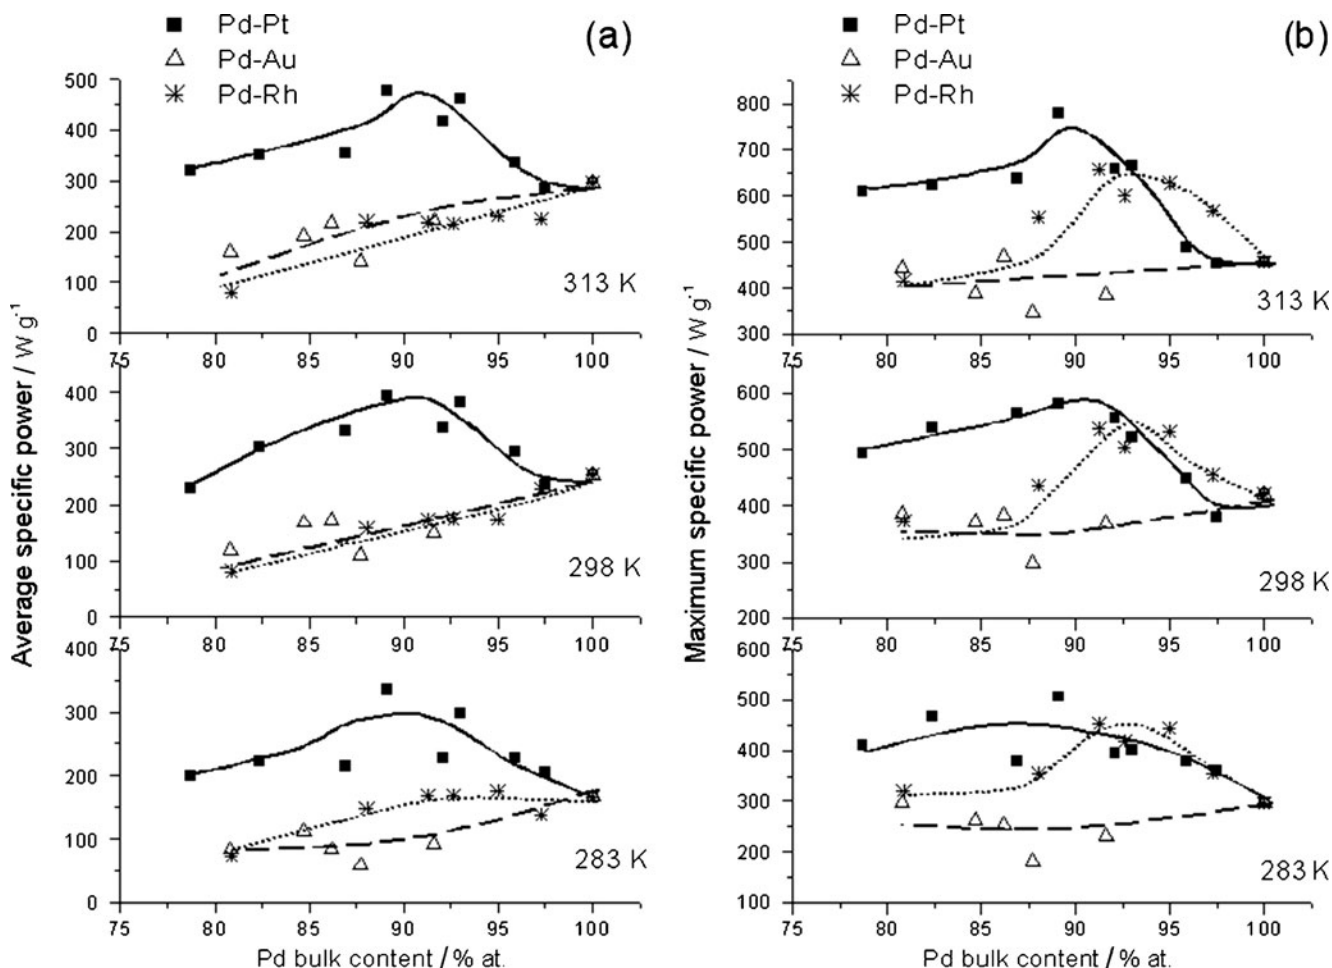 Pd-Pt
Pd-Au
Pd-Rh
(a)
500
400
300
200
100
0
313 K
75 80 85 90 95 100
400
300
200
100
0
298 K
75 80 85 90 95 100
400
300
200
100
0
283 K
75 80 85 90 95 100
Average specific power / W g-1
Pd bulk content / % at.
Pd-Pt
Pd-Au
Pd-Rh
(b)
800
700
600
500
400
300
313 K
75 80 85 90 95 100
600
500
400
300
200
298 K
75 80 85 90 95 100
600
500
400
300
200
100
283 K
75 80 85 90 95 100
Maximum specific power / W g-1
Pd bulk content / % at.